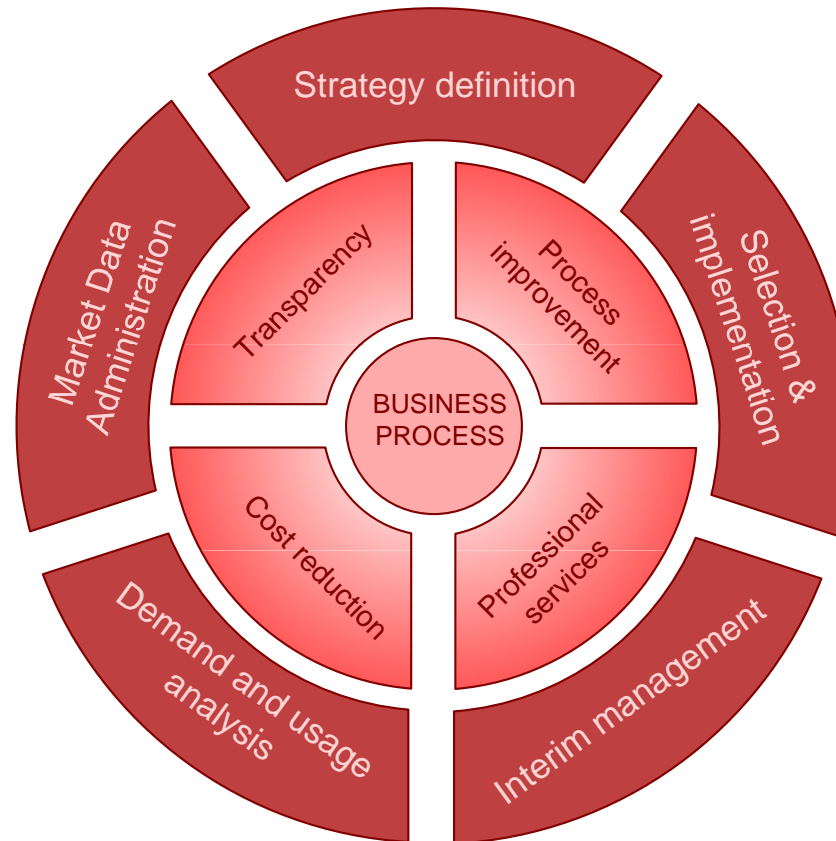 Strategy definition
Selection &
implementation
Interim management
Demand and usage
analysis
Market Data
Administration
Transparency
Process
improvement
Professional
services
Cost reduction
BUSINESS
PROCESS